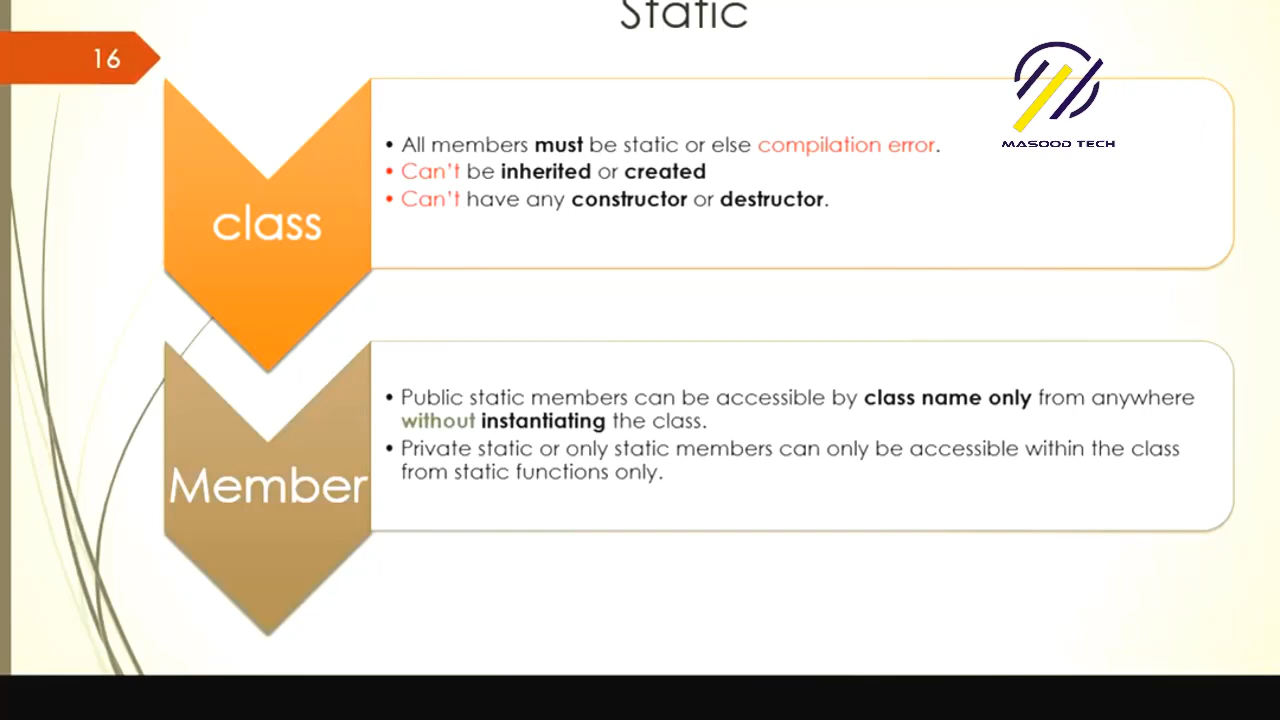 Static
16
MASOOD TECH
class
• All members must be static or else compilation error.
• Can't be inherited or created
• Can't have any constructor or destructor.
Member
• Public static members can be accessible by class name only from anywhere
without instantiating the class.
• Private static or only static members can only be accessible within the class
from static functions only.